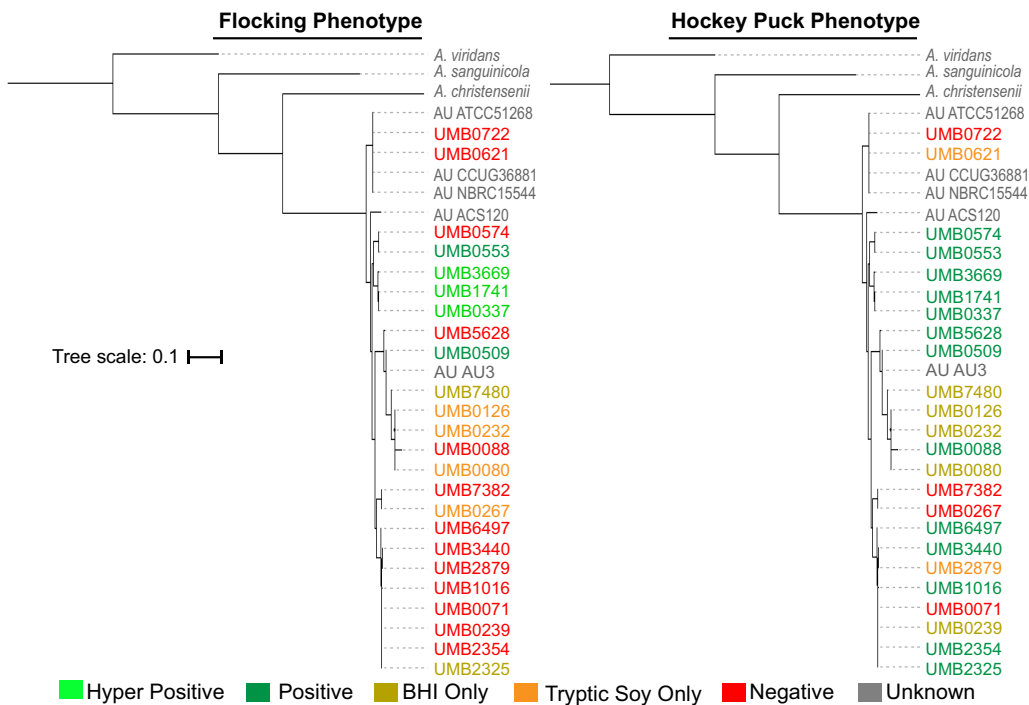 Flocking Phenotype
A. viridans
A. sanguinicola
A. christensenii
AU ATCC51268
UMB0722
UMB0621
AU CCUG36881
AU NBRC15544
AU ACS120
UMB0574
UMB0553
UMB3669
UMB1741
UMB0337
UMB5628
UMB0509
AU AU3
UMB7480
UMB0126
UMB0232
UMB0088
UMB0080
UMB7382
UMB0267
UMB6497
UMB3440
UMB2879
UMB1016
UMB0071
UMB0239
UMB2354
UMB2325
Tree scale: 0.1
Hockey Puck Phenotype
A. viridans
A. sanguinicola
A. christensenii
AU ATCC51268
UMB0722
UMB0621
AU CCUG36881
AU NBRC15544
AU ACS120
UMB0574
UMB0553
UMB3669
UMB1741
UMB0337
UMB5628
UMB0509
AU AU3
UMB7480
UMB0126
UMB0232
UMB0088
UMB0080
UMB7382
UMB0267
UMB6497
UMB3440
UMB2879
UMB1016
UMB0071
UMB0239
UMB2354
UMB2325
Hyper Positive Positive BHI Only Tryptic Soy Only Negative Unknown